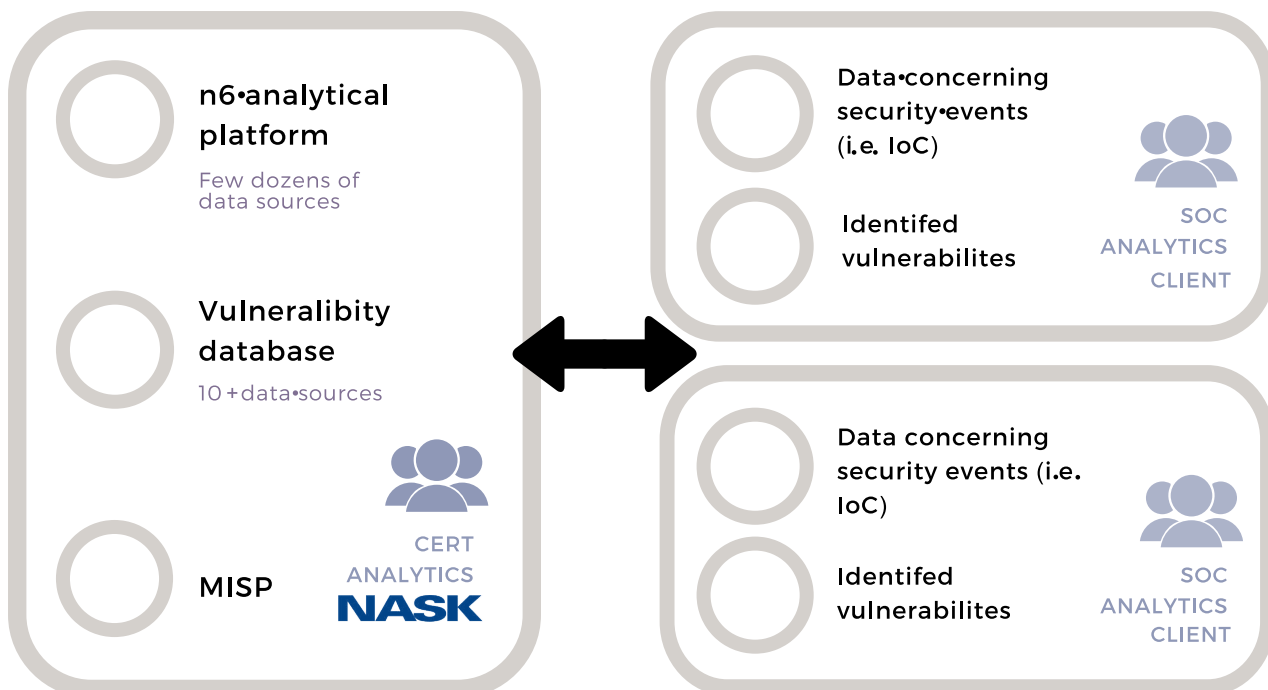 n6•analytical
platform
Few dozens of
data sources
Vulneralibity
database
10+data•sources
MISP
CERT
ANALYTICS
NASK
Data•concerning
security•events
(i.e. IoC)
Identifed
vulnerabilites
SOC
ANALYTICS
CLIENT
Data concerning
security events (i.e.
IoC)
Identifed
vulnerabilites
SOC
ANALYTICS
CLIENT